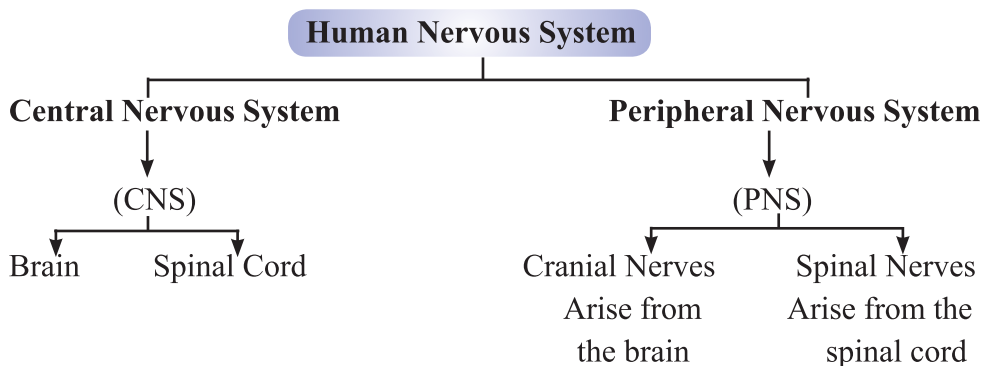 Human Nervous System
Central Nervous System
Peripheral Nervous System
(CNS)
(PNS)
Brain
Spinal Cord
Cranial Nerves
Arise from
the brain
Spinal Nerves
Arise from the
spinal cord